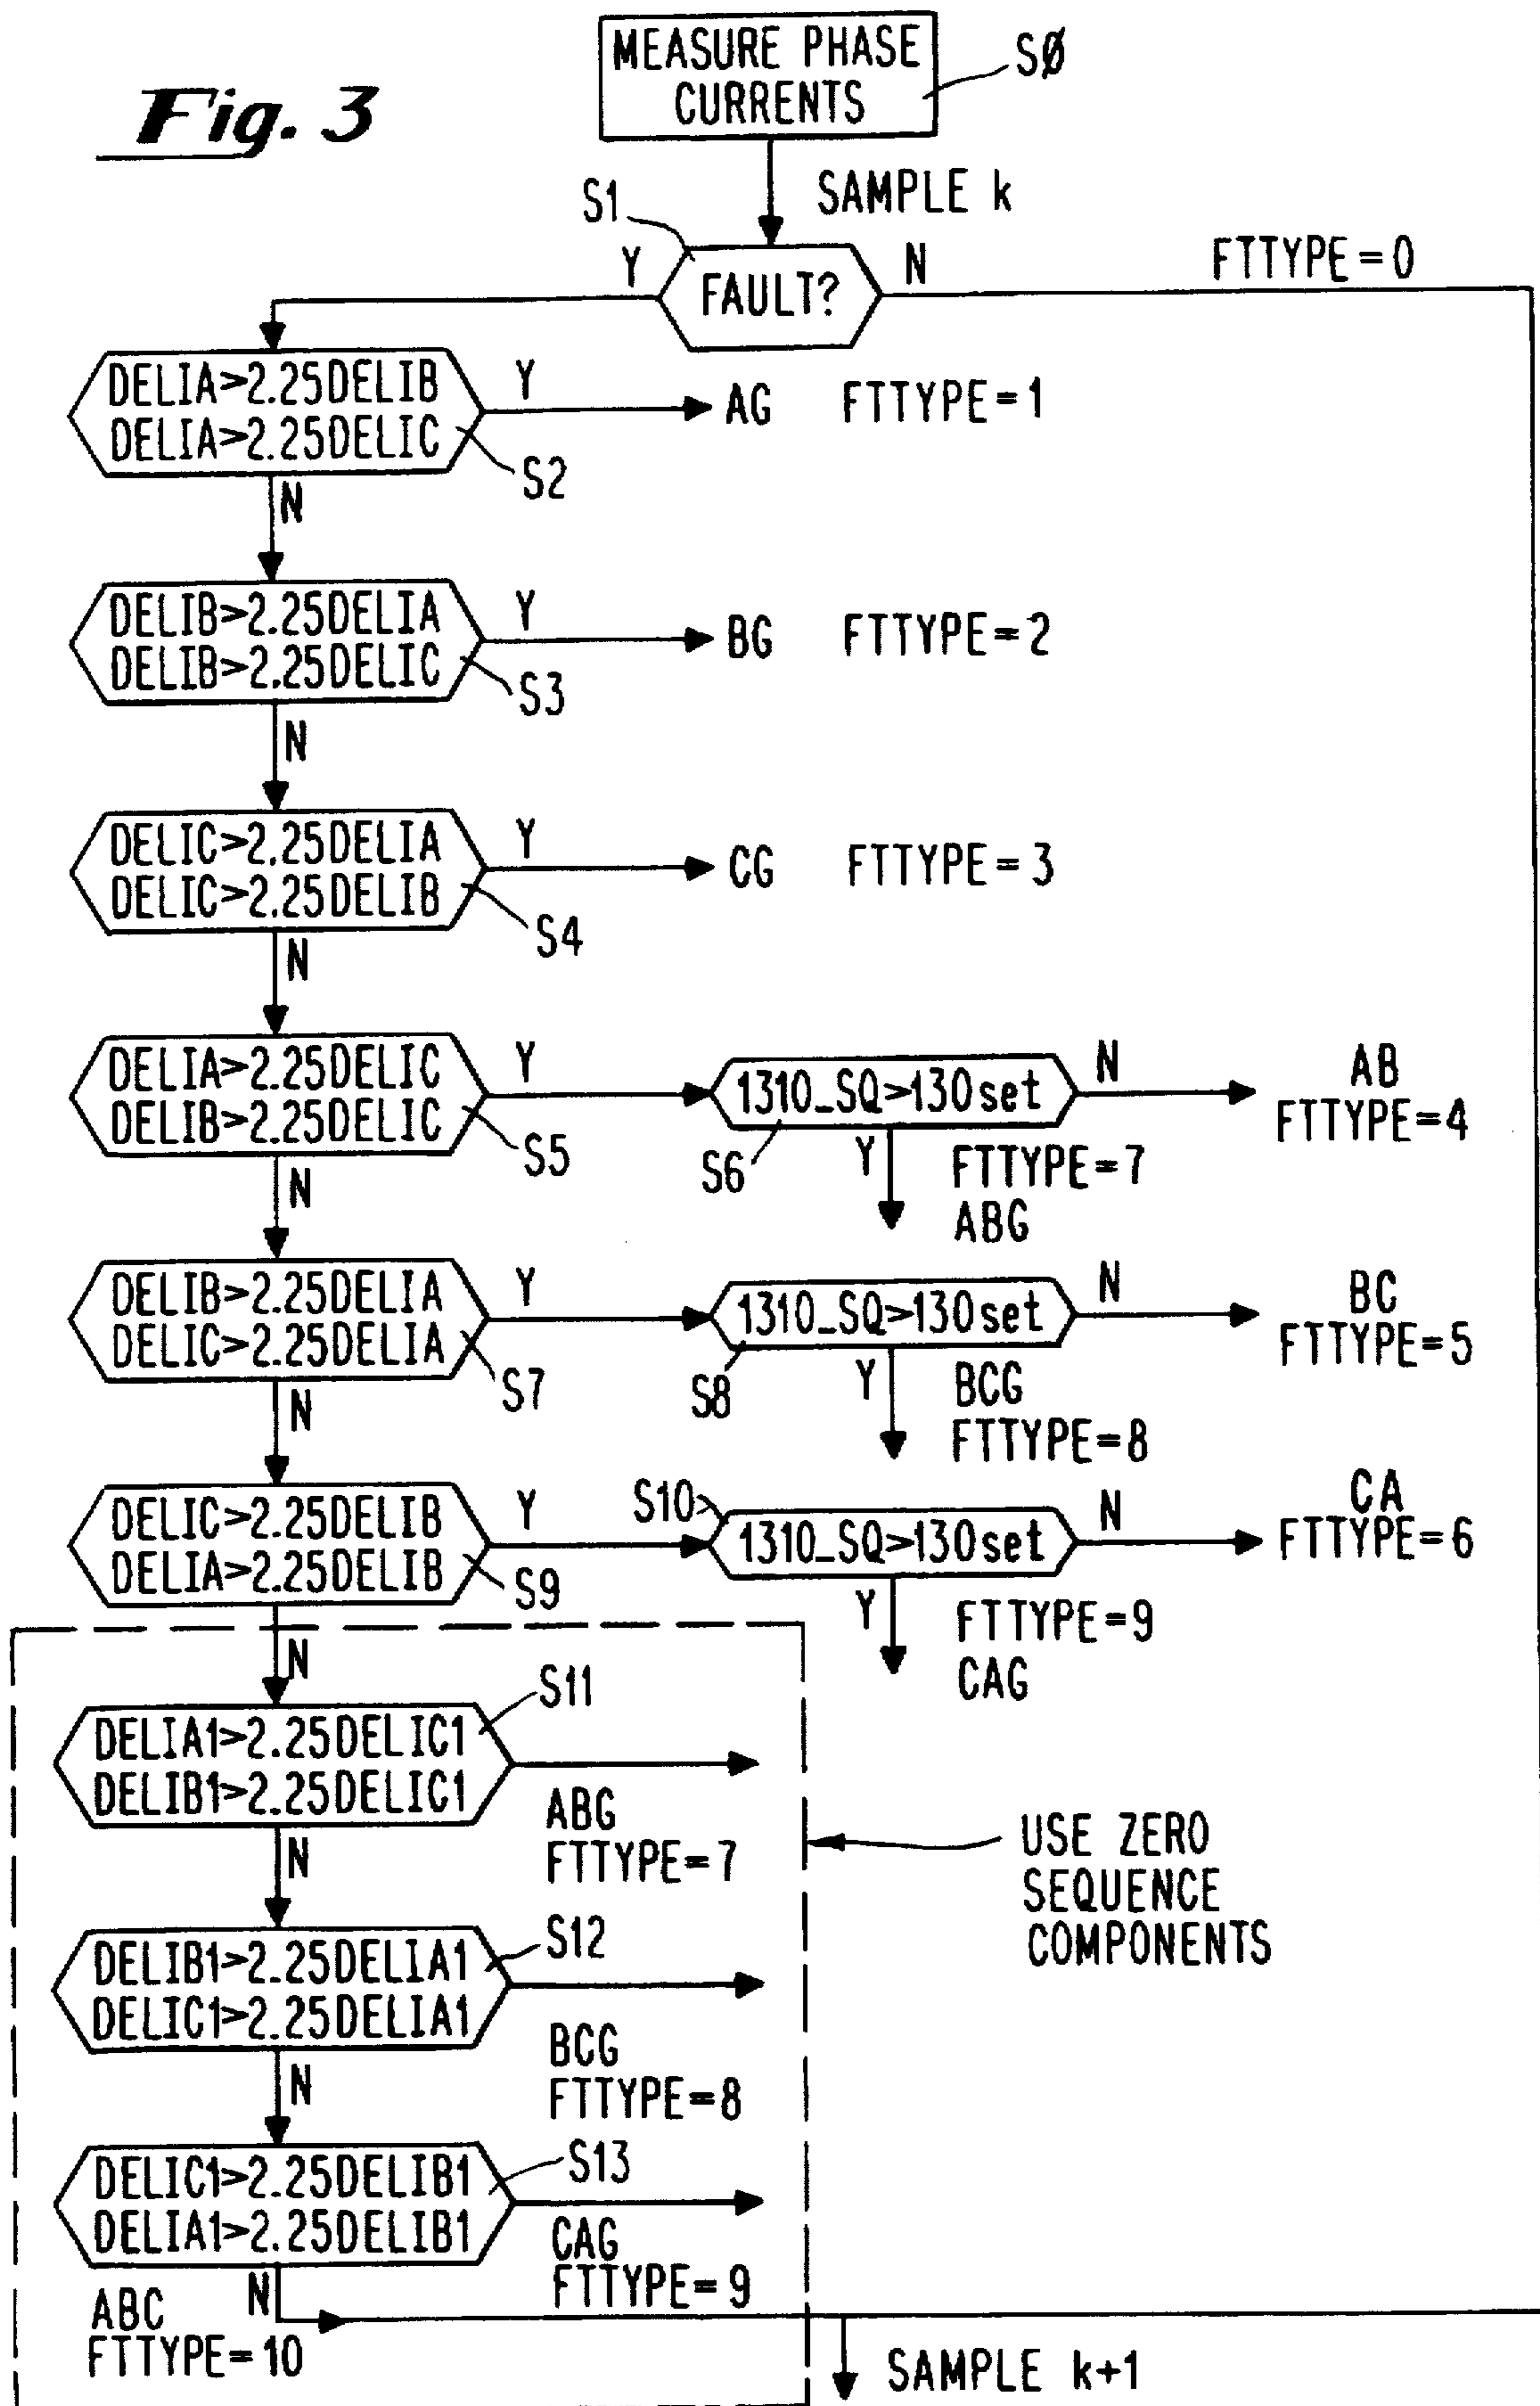 Fig. 3
MEASURE PHASE
CURRENTS
SØ
SAMPLE k
S1
Y
FAULT?
N
FTTYPE=0
DELIA>2.25DELIB
DELIA>2.25DELIC
Y
AG FTTYPE=1
S2
N
DELIB>2.25DELIA
DELIB>2.25DELIC
Y
BG FTTYPE=2
S3
N
DELIC>2.25DELIA
DELIC>2.25DELIB
Y
CG FTTYPE=3
S4
N
DELIA>2.25DELIC
DELIB>2.25DELIC
Y
S5
1310_SQ>130set
N
AB
FTTYPE=4
S6
Y
FTTYPE=7
ABG
N
DELIB>2.25DELIA
DELIC>2.25DELIA
Y
S7
1310_SQ>130set
N
BC
FTTYPE=5
S8
Y
BCG
FTTYPE=8
N
DELIC>2.25DELIB
DELIA>2.25DELIB
Y
S9
S10
1310_SQ>130set
N
CA
FTTYPE=6
Y
FTTYPE=9
CAG
N
S11
DELIA1>2.25DELIC1
DELIB1>2.25DELIC1
ABG
FTTYPE=7
USE ZERO
SEQUENCE
COMPONENTS
N
S12
DELIB1>2.25DELIA1
DELIC1>2.25DELIA1
BCG
FTTYPE=8
N
S13
DELIC1>2.25DELIB1
DELIA1>2.25DELIB1
CAG
FTTYPE=9
N
ABC
FTTYPE=10
SAMPLE k+1